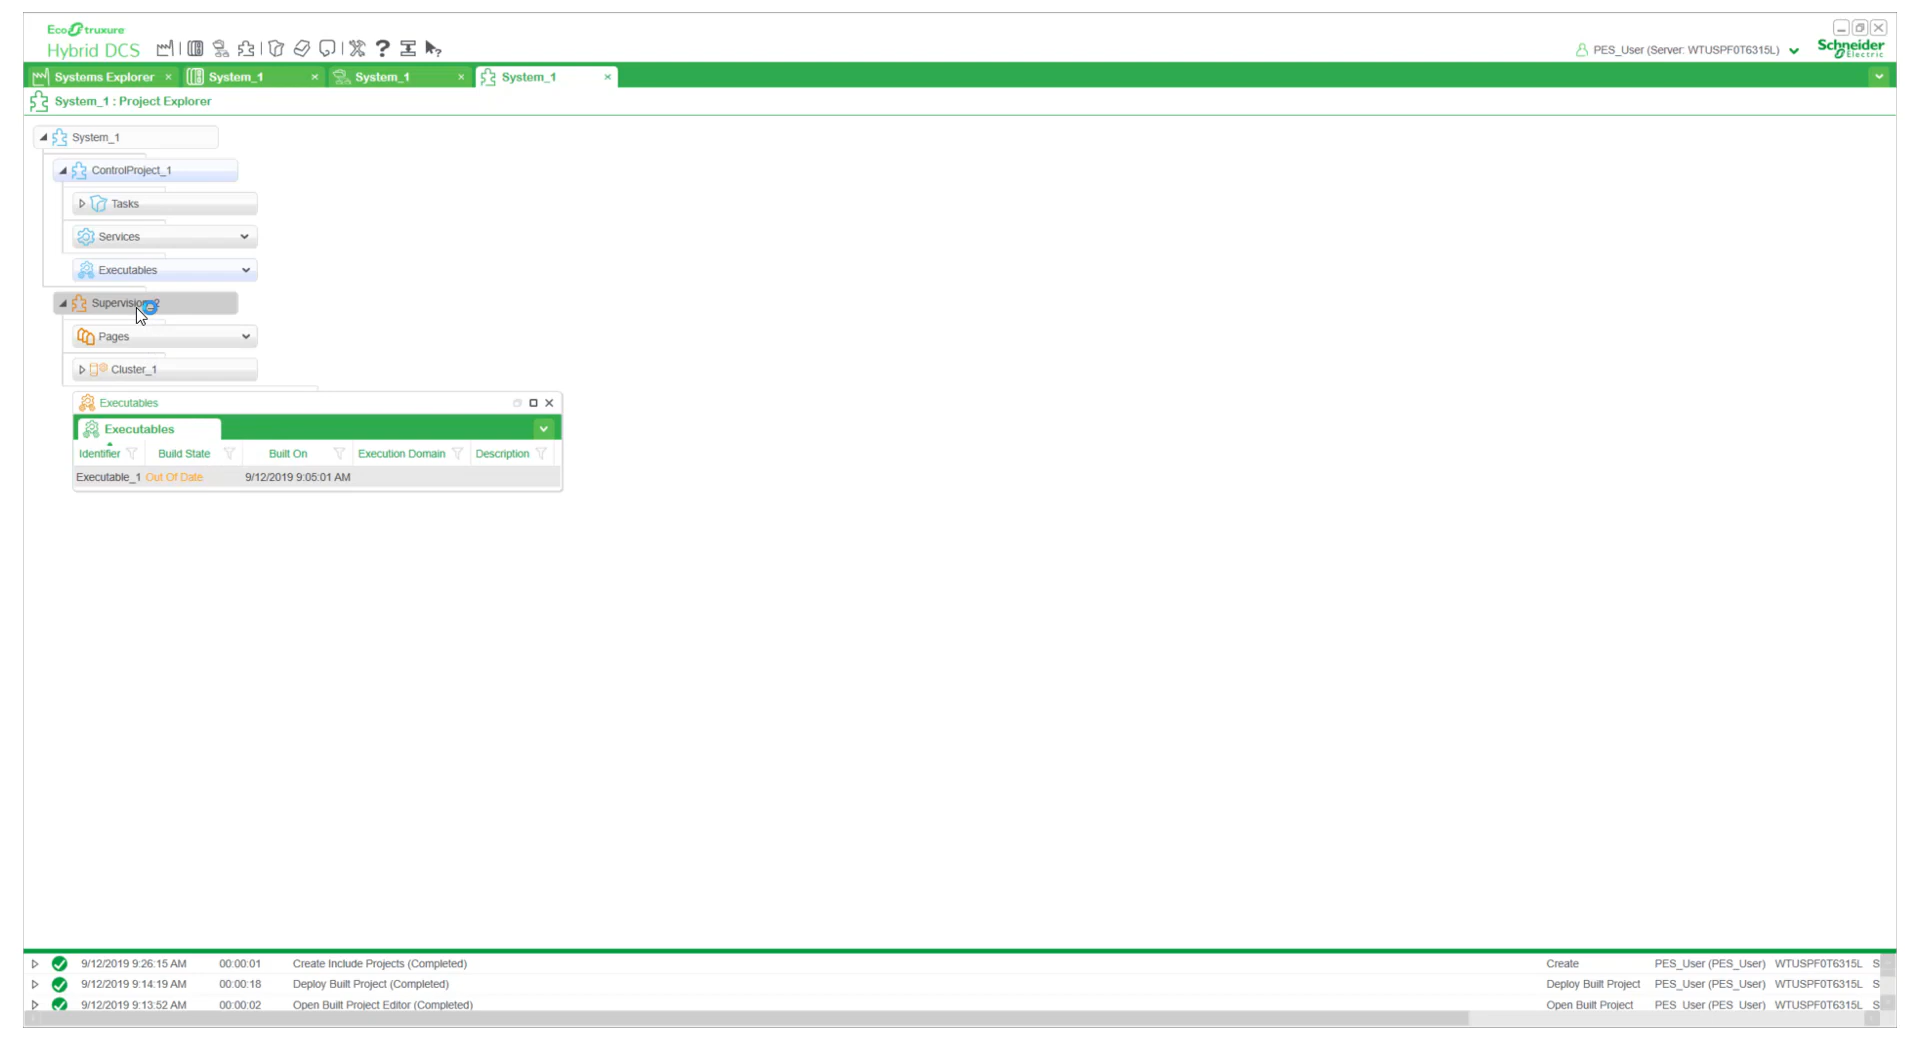 EcoStruxure
Hybrid DCS
PES_User (Server: WTUSPF0T6315L)
Schneider
Electric
Systems Explorer
System_1
System_1
System_1
System_1 : Project Explorer
System_1
ControlProject_1
Tasks
Services
Executables
Pages
Cluster_1
Executables
Executables
Identifier Build State Built On Execution Domain Description
Executable_1 Out Of Date 9/12/2019 9:05:01 AM
9/12/2019 9:26:15 AM 00:00:01 Create Include Projects (Completed) Create PES_User (PES_User) WTUSPF0T6315L S
9/12/2019 9:14:19 AM 00:00:18 Deploy Built Project (Completed) Deploy Built Project PES_User (PES_User) WTUSPF0T6315L S
9/12/2019 9:13:52 AM 00:00:02 Open Built Project Editor (Completed) Open Built Project PES_User (PES_User) WTUSPF0T6315L S